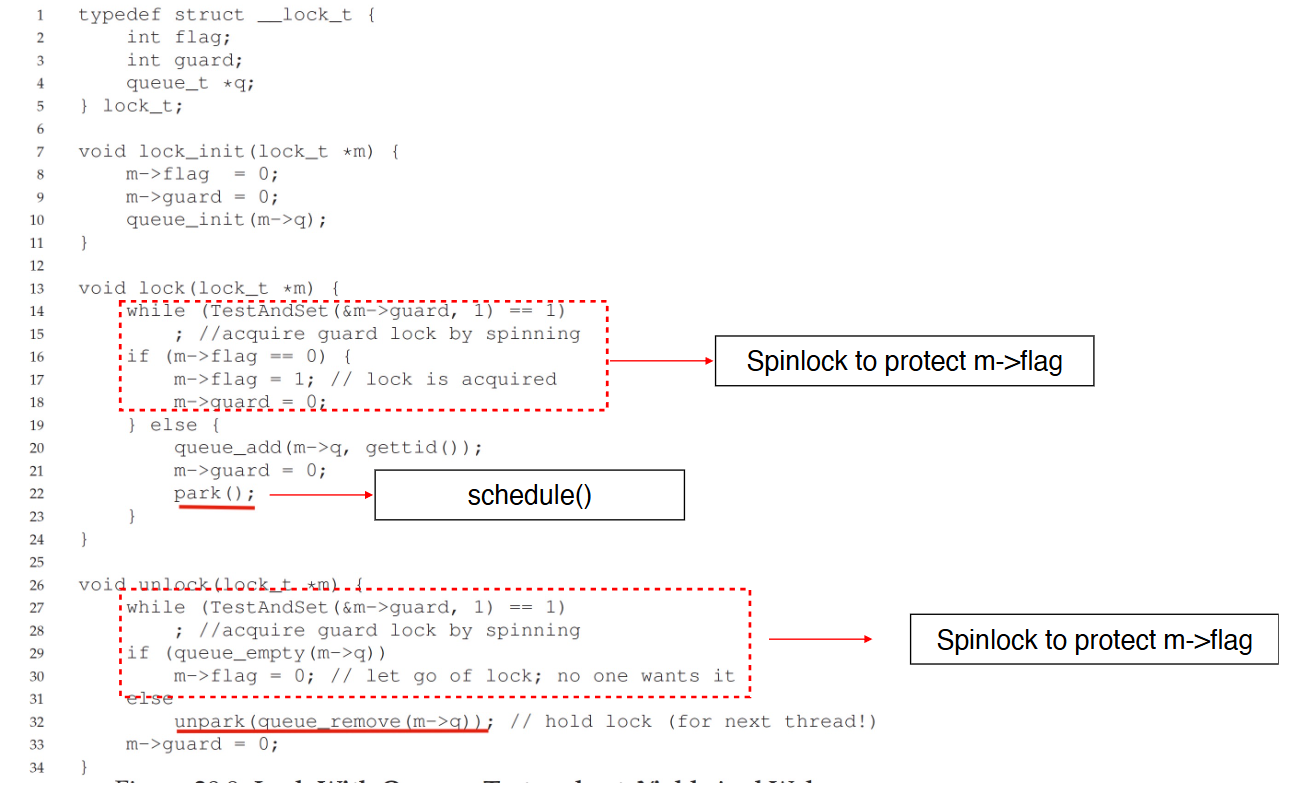 1 typedef struct __lock_t {
2 int flag;
3 int guard;
4 queue_t *q;
5 } lock_t;
6
7 void lock_init(lock_t *m) {
8 m->flag = 0;
9 m->guard = 0;
10 queue_init(m->q);
11 }
12
13 void lock(lock_t *m) {
14 while (TestAndSet(&m->guard, 1) == 1)
15 ; //acquire guard lock by spinning
16 if (m->flag == 0) {
17 m->flag = 1; // lock is acquired
18 m->guard = 0;
Spinlock to protect m->flag
19 } else {
20 queue_add(m->q, gettid());
21 m->guard = 0;
22 park();
schedule()
23 }
24 }
25
26 void unlock(lock_t *m) {
27 while (TestAndSet(&m->guard, 1) == 1)
28 ; //acquire guard lock by spinning
29 if (queue_empty(m->q))
30 m->flag = 0; // let go of lock; no one wants it
Spinlock to protect m->flag
31 else
32 unpark(queue_remove(m->q)); // hold lock (for next thread!)
33 m->guard = 0;
34 }